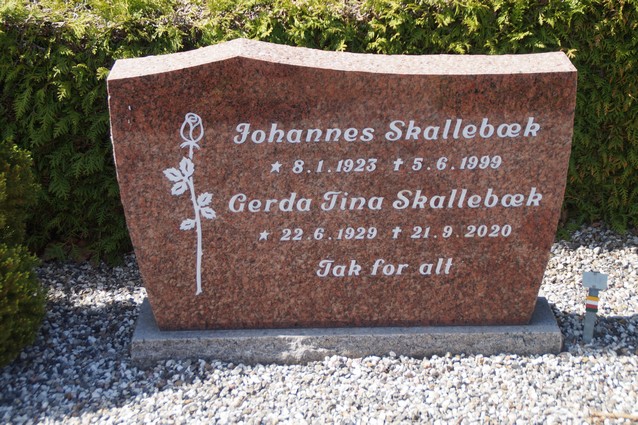 Johannes Skallebæk
* 8.1.1923 ✝ 5.6.1999
Gerda Tina Skallebæk
* 22.6.1929 ✝ 21.9.2020
Tak for alt